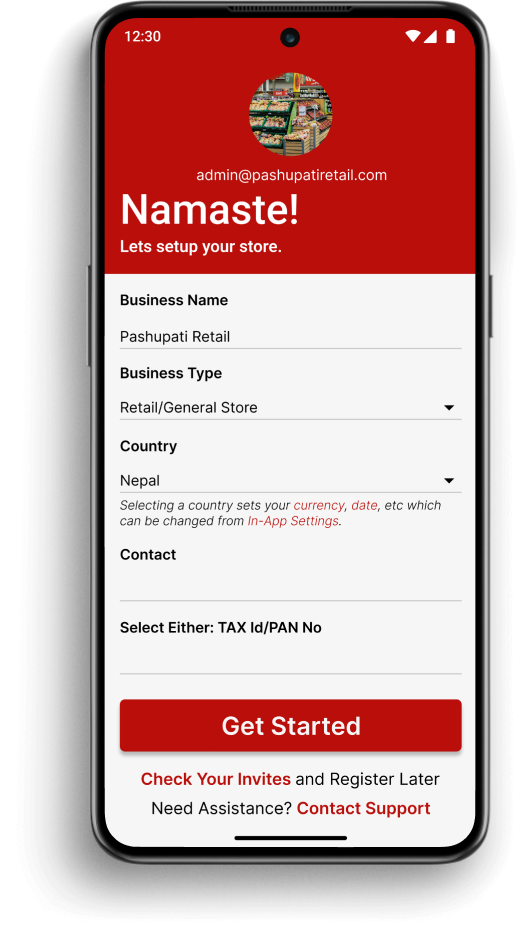 12:30
admin@pashupatiretail.com
Namaste!
Lets setup your store.
Business Name
Pashupati Retail
Business Type
Retail/General Store
Country
Nepal
Selecting a country sets your currency, date, etc which
can be changed from In-App Settings.
Contact
Select Either: TAX Id/PAN No
Get Started
Check Your Invites and Register Later
Need Assistance? Contact Support